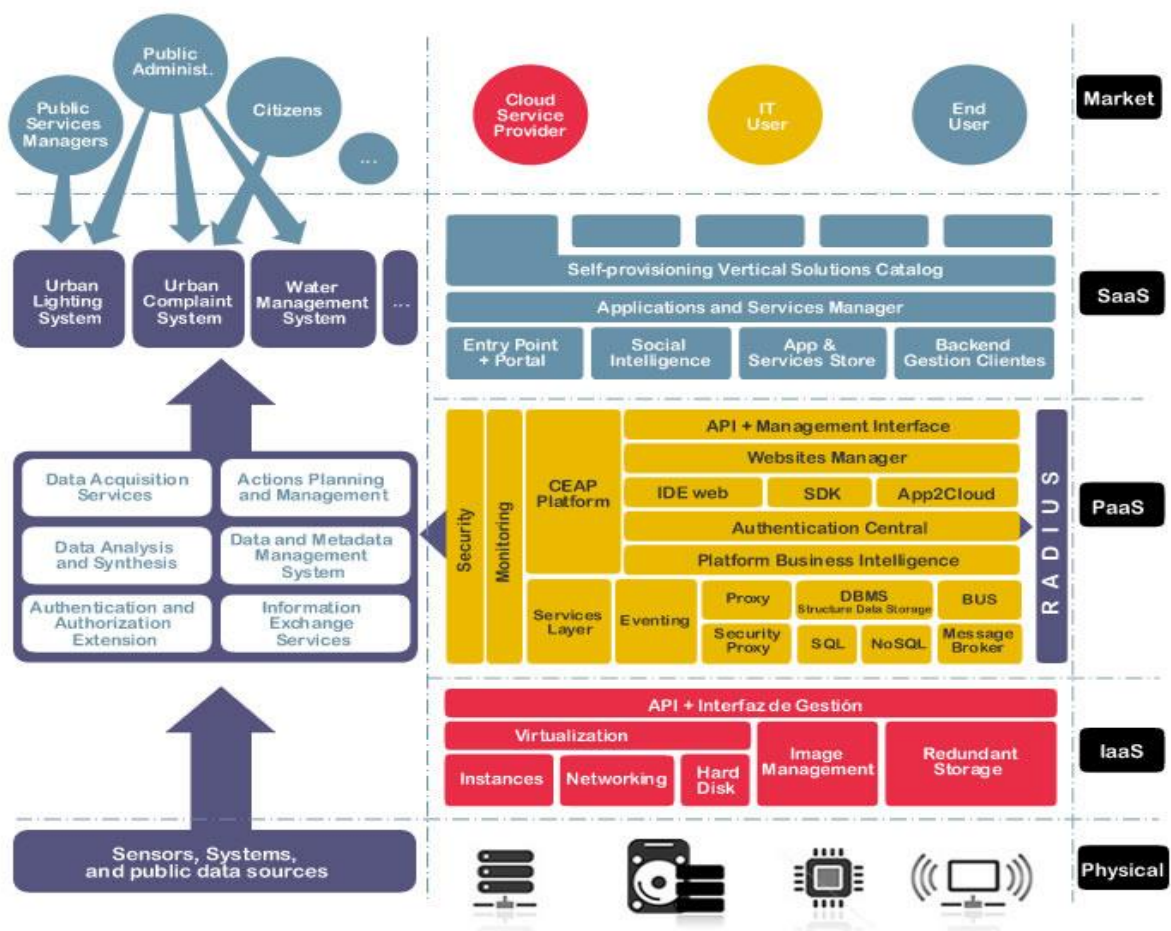 Public
Administ.
Public
Services
Managers
Citizens
...
Cloud
Service
Provider
IT
User
End
User
Market
Urban
Lighting
System
Urban
Complaint
System
Water
Management
System
...
Self-provisioning Vertical Solutions Catalog
Applications and Services Manager
Entry Point
+ Portal
Social
Intelligence
App &
Services Store
Backend
Gestion Clientes
SaaS
Data Acquisition
Services
Actions Planning
and Management
Data Analysis
and Synthesis
Data and Metadata
Management
System
Authentication and
Authorization
Extension
Information
Exchange
Services
Security
Monitoring
CEAP
Platform
API + Management Interface
Websites Manager
IDE web
SDK
App2Cloud
Authentication Central
Platform Business Intelligence
Services
Layer
Eventing
Proxy
Security
Proxy
DBMS
Structure Data Storage
SQL
NoSQL
BUS
Message
Broker
RADIUS
PaaS
API + Interfaz de Gestión
Virtualization
Instances
Networking
Hard
Disk
Image
Management
Redundant
Storage
IaaS
Sensors, Systems,
and public data sources
Physical